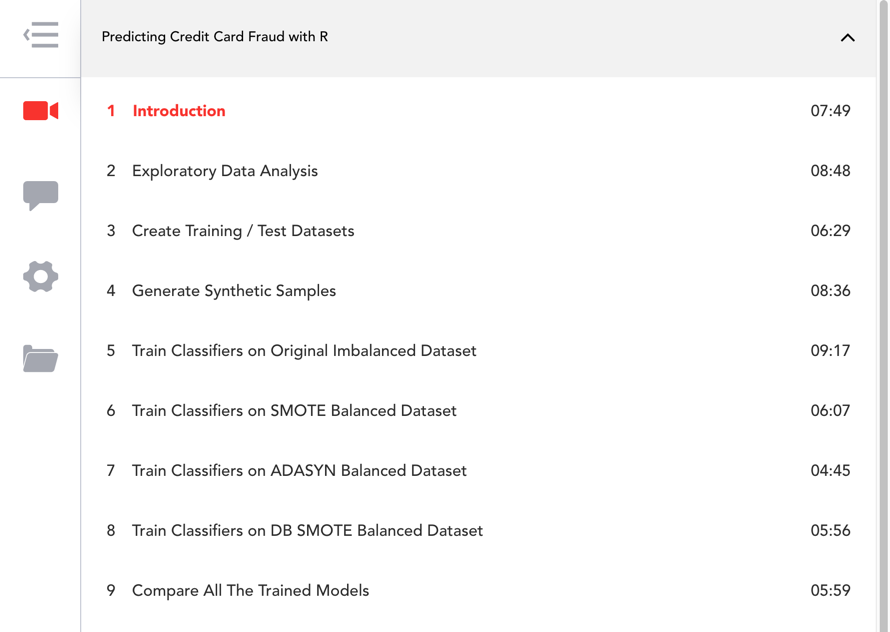 Predicting Credit Card Fraud with R
1 Introduction 07:49
2 Exploratory Data Analysis 08:48
3 Create Training / Test Datasets 06:29
4 Generate Synthetic Samples 08:36
5 Train Classifiers on Original Imbalanced Dataset 09:17
6 Train Classifiers on SMOTE Balanced Dataset 06:07
7 Train Classifiers on ADASYN Balanced Dataset 04:45
8 Train Classifiers on DB SMOTE Balanced Dataset 05:56
9 Compare All The Trained Models 05:59